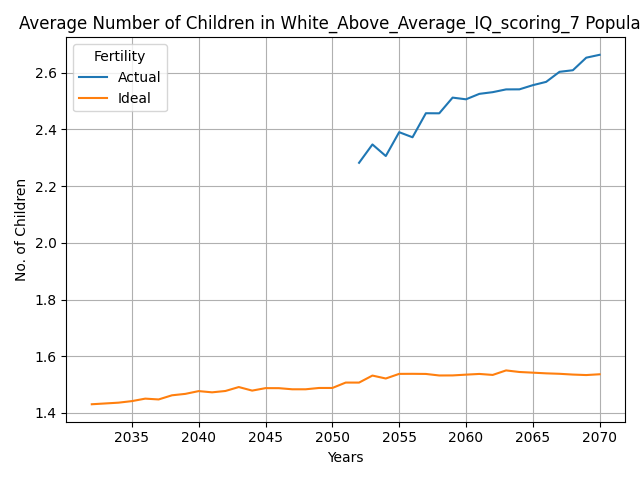 Average Number of Children in White_Above_Average_IQ_scoring_7 Popula
Fertility
Actual
Ideal
2.6
2.4
2.2
2.0
1.8
1.6
1.4
No. of Children
2035 2040 2045 2050 2055 2060 2065 2070
Years